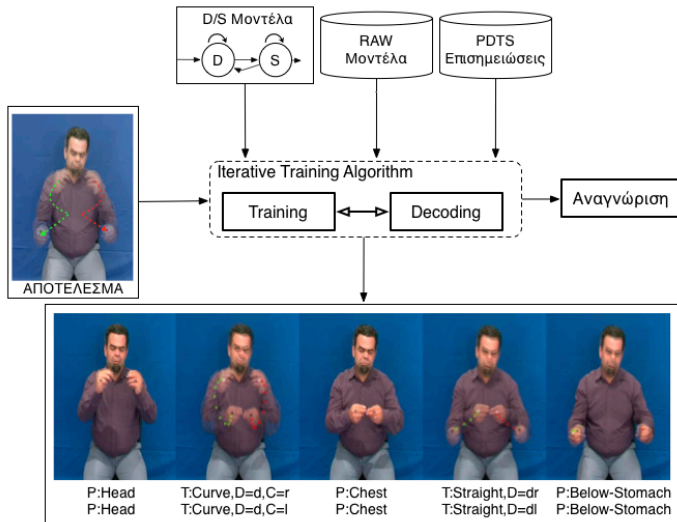 D/S Μοντέλα
D S
RAW
Μοντέλα
PDTS
Επισημειώσεις
ΑΠΟΤΕΛΕΣΜΑ
Iterative Training Algorithm
Training
Decoding
Αναγνώριση
P:Head T:Curve,D=d,C=r P:Chest T:Straight,D=dr P:Below-Stomach
P:Head T:Curve,D=d,C=l P:Chest T:Straight,D=dl P:Below-Stomach